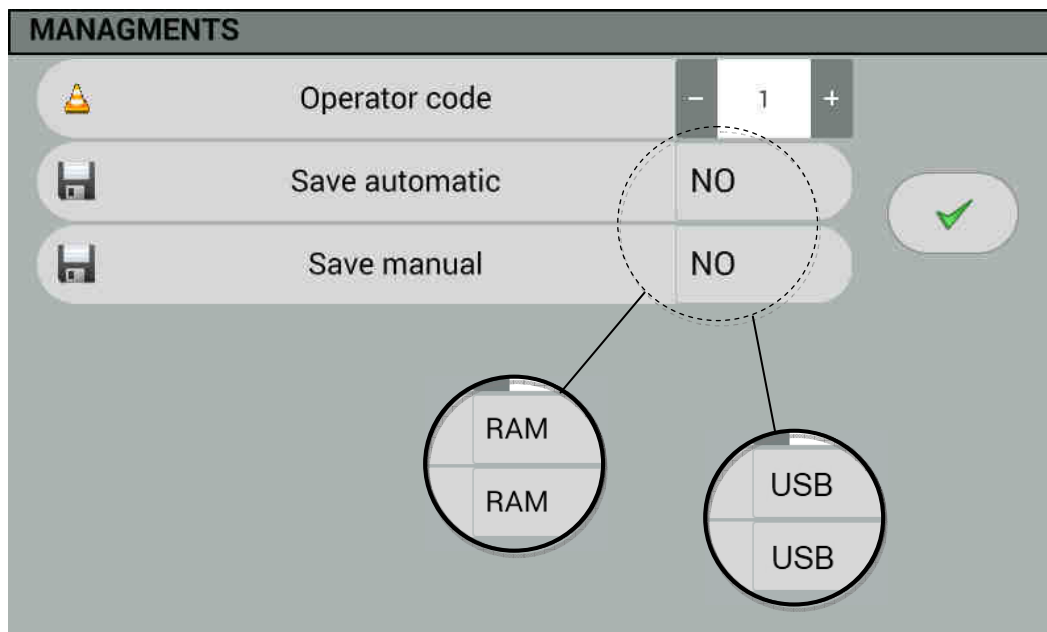 MANAGMENTS
Operator code - 1 +
Save automatic NO
Save manual NO
RAM
RAM
USB
USB